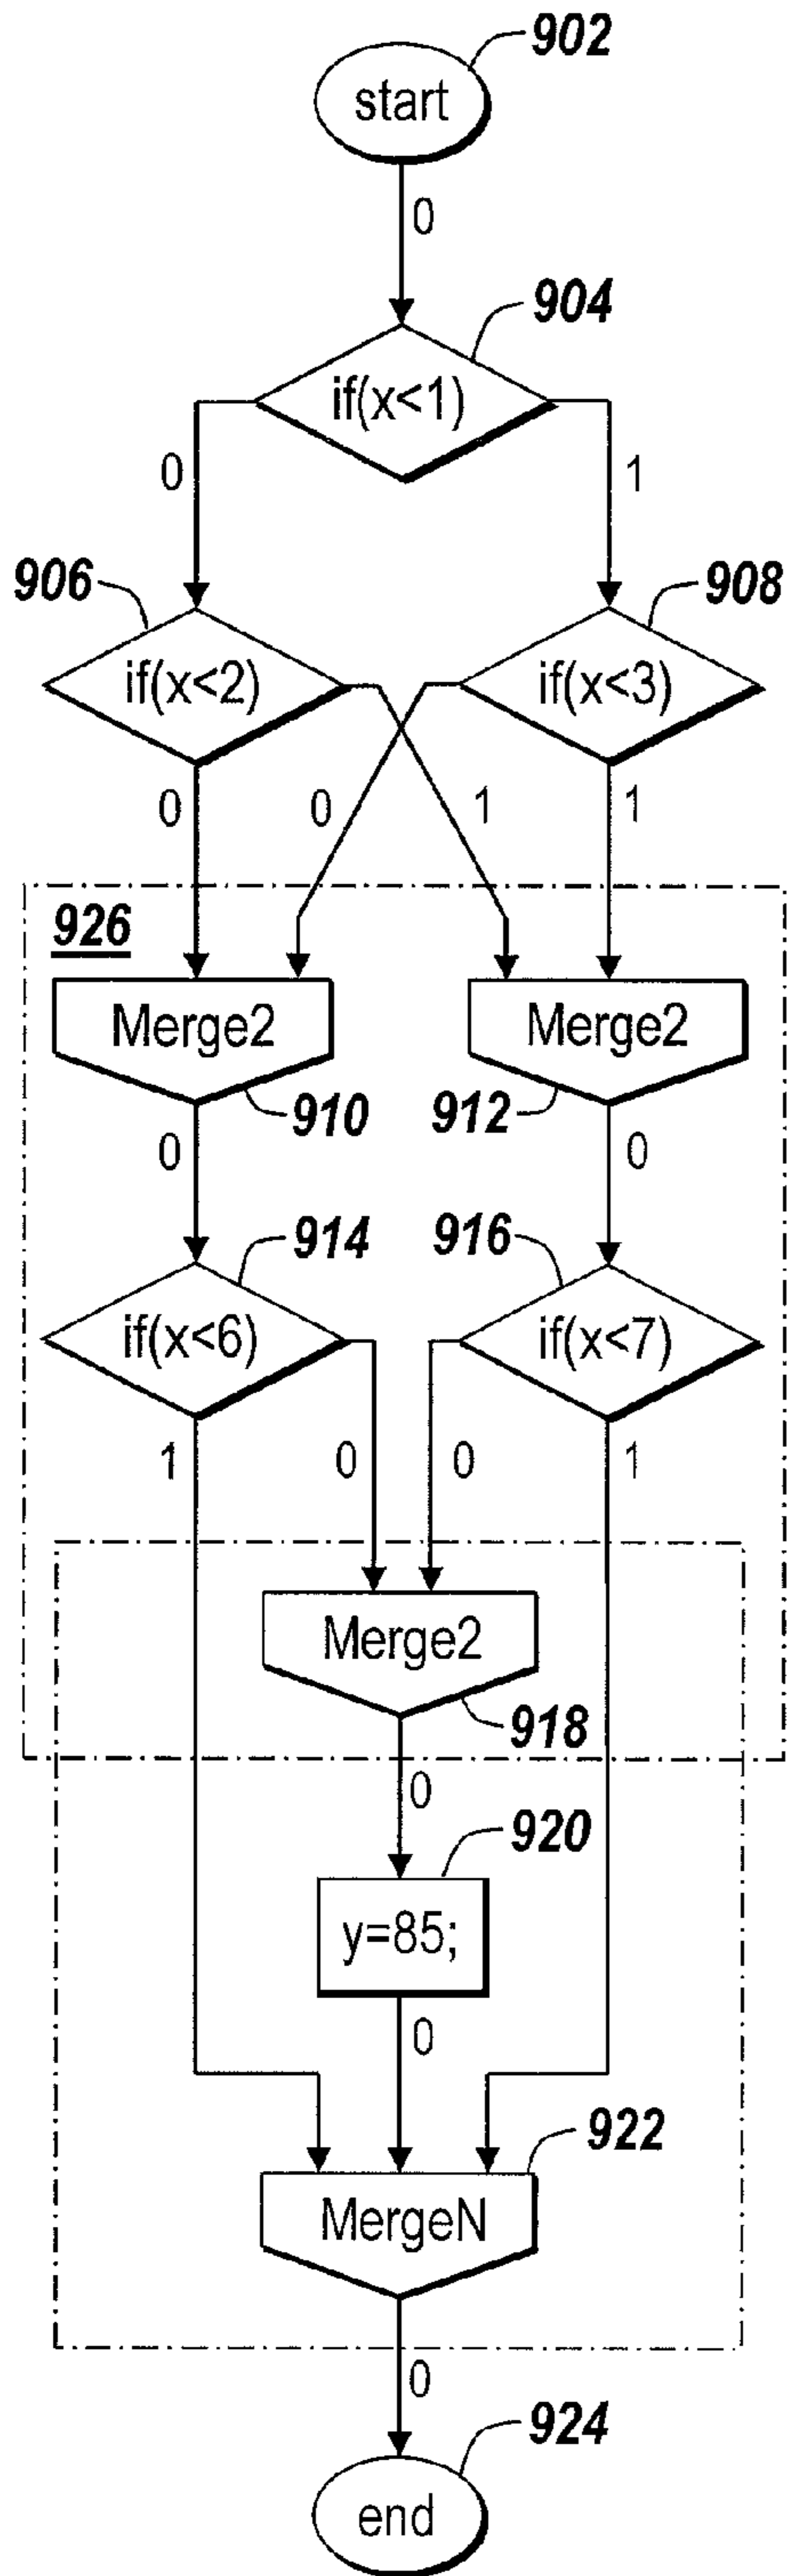 902
start
0
904
if(x<1)
0 1
906 908
if(x<2) if(x<3)
0 0 1 1
926
Merge2 Merge2
910 912
0 0
914 916
if(x<6) if(x<7)
1 0 0 1
Merge2
918
0
920
y=85;
0
922
MergeN
0
924
end